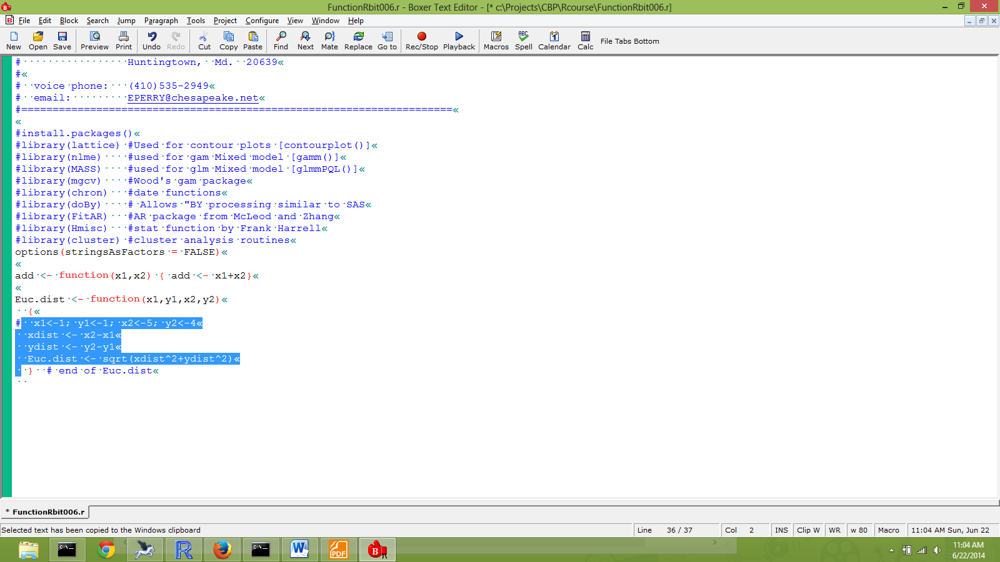 FunctionRbit006.r - Boxer Text Editor - [* c:\Projects\CBP\Rcourse\FunctionRbit006.r]
File Edit Block Search Jump Paragraph Tools Project Configure View Window Help
New Open Save Preview Print Undo Redo Cut Copy Paste Find Next Mate Replace Go to Rec/Stop Playback Macros Spell Calendar Calc File Tabs Bottom
# ················· Huntingtown, ··Md. ··20639«
#«
# ··voice·phone: ···(410)535-2949«
# ··email: ·········EPERRY@chesapeake.net«
#=====================================================================«
«
#install.packages()«
#library(lattice) ·#Used·for·contour·plots·[contourplot()]«
#library(nlme) ····#used·for·gam·Mixed·model·[gamm()]«
#library(MASS) ····#used·for·glm·Mixed·model·[glmmPQL()]«
#library(mgcv) ····#Wood's·gam·package«
#library(chron) ···#date·functions«
#library(doBy) ····#·Allows·"BY·processing·similar·to·SAS«
#library(FitAR) ···#AR·package·from·McLeod·and·Zhang«
#library(Hmisc) ···#stat·function·by·Frank·Harrell«
#library(cluster) ·#cluster·analysis·routines«
options(stringsAsFactors·=·FALSE)«
«
add·<-·function(x1,x2)·{·add·<-·x1+x2}«
«
Euc.dist·<-·function(x1,y1,x2,y2)«
··{«
#··x1<-1;·y1<-1;·x2<-5;·y2<-4«
··xdist·<-·x2-x1«
··ydist·<-·y2-y1«
··Euc.dist·<-·sqrt(xdist^2+ydist^2)«
··}··#·end·of·Euc.dist«
··
* FunctionRbit006.r
Selected text has been copied to the Windows clipboard Line 36 / 37 Col 2 INS Clip W WR w 80 Macro 11:04 AM Sun, Jun 22
C:\_ R C:\_ W PDF B
11:04 AM
6/22/2014